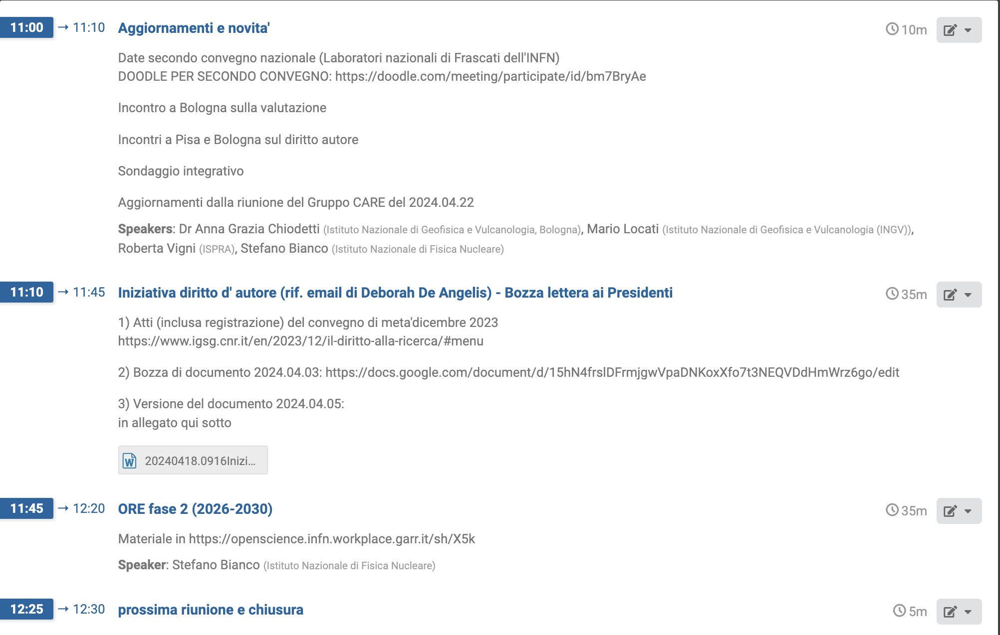 11:00 → 11:10 Aggiornamenti e novita' 10m
Date secondo convegno nazionale (Laboratori nazionali di Frascati dell'INFN)
DOODLE PER SECONDO CONVEGNO: https://doodle.com/meeting/participate/id/bm7BryAe
Incontro a Bologna sulla valutazione
Incontri a Pisa e Bologna sul diritto autore
Sondaggio integrativo
Aggiornamenti dalla riunione del Gruppo CARE del 2024.04.22
Speakers: Dr Anna Grazia Chiodetti (Istituto Nazionale di Geofisica e Vulcanologia, Bologna), Mario Locati (Istituto Nazionale di Geofisica e Vulcanologia (INGV)),
Roberta Vigni (ISPRA), Stefano Bianco (Istituto Nazionale di Fisica Nucleare)
11:10 → 11:45 Iniziativa diritto d' autore (rif. email di Deborah De Angelis) - Bozza lettera ai Presidenti 35m
1) Atti (inclusa registrazione) del convegno di meta'dicembre 2023
https://www.igsg.cnr.it/en/2023/12/il-diritto-alla-ricerca/#menu
2) Bozza di documento 2024.04.03: https://docs.google.com/document/d/15hN4frslDFrmjgwVpaDNKoxXfo7t3NEQVDdHmWrz6go/edit
3) Versione del documento 2024.04.05:
in allegato qui sotto
20240418.0916Inizi...
11:45 → 12:20 ORE fase 2 (2026-2030) 35m
Materiale in https://openscience.infn.workplace.garr.it/sh/X5k
Speaker: Stefano Bianco (Istituto Nazionale di Fisica Nucleare)
12:25 → 12:30 prossima riunione e chiusura 5m